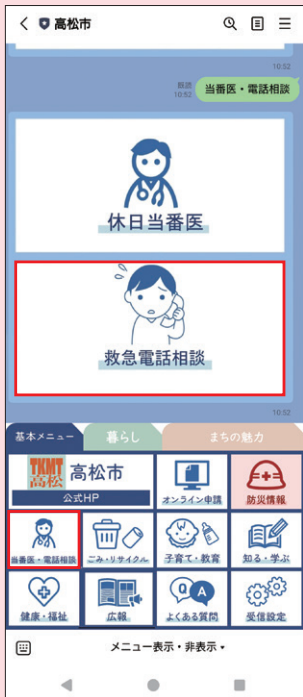 高松市
10:52
既読
10:52
当番医・電話相談
休日当番医
救急電話相談
10:52
基本メニュー
暮らし
まちの魅力
TKMT
高松
高松市
公式HP
オンライン申請
防災情報
当番医・電話相談
ごみ・リサイクル
子育て・教育
知る・学ぶ
健康・福祉
広報
Q A
よくある質問
受信設定
メニュー表示・非表示